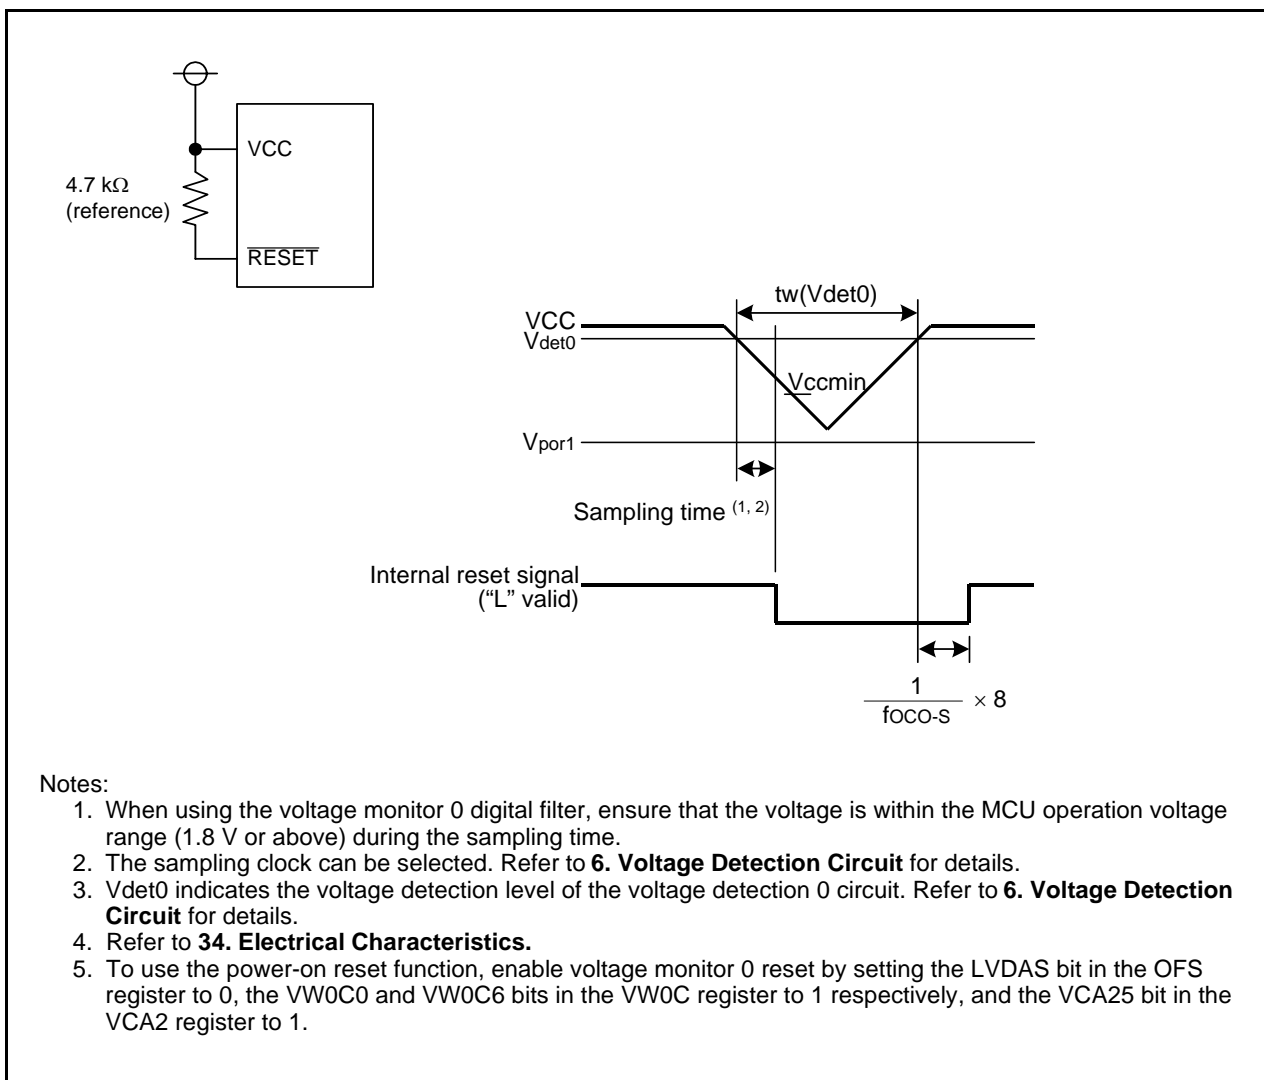 VCC
4.7 kΩ
(reference)
RESET
tw(Vdet0)
VCC
Vdet0
Vccmin
Vpor1
Sampling time (1, 2)
Internal reset signal
(“L” valid)
1
fOCO-S
× 8
Notes:
1. When using the voltage monitor 0 digital filter, ensure that the voltage is within the MCU operation voltage
range (1.8 V or above) during the sampling time.
2. The sampling clock can be selected. Refer to 6. Voltage Detection Circuit for details.
3. Vdet0 indicates the voltage detection level of the voltage detection 0 circuit. Refer to 6. Voltage Detection
Circuit for details.
4. Refer to 34. Electrical Characteristics.
5. To use the power-on reset function, enable voltage monitor 0 reset by setting the LVDAS bit in the OFS
register to 0, the VW0C0 and VW0C6 bits in the VW0C register to 1 respectively, and the VCA25 bit in the
VCA2 register to 1.